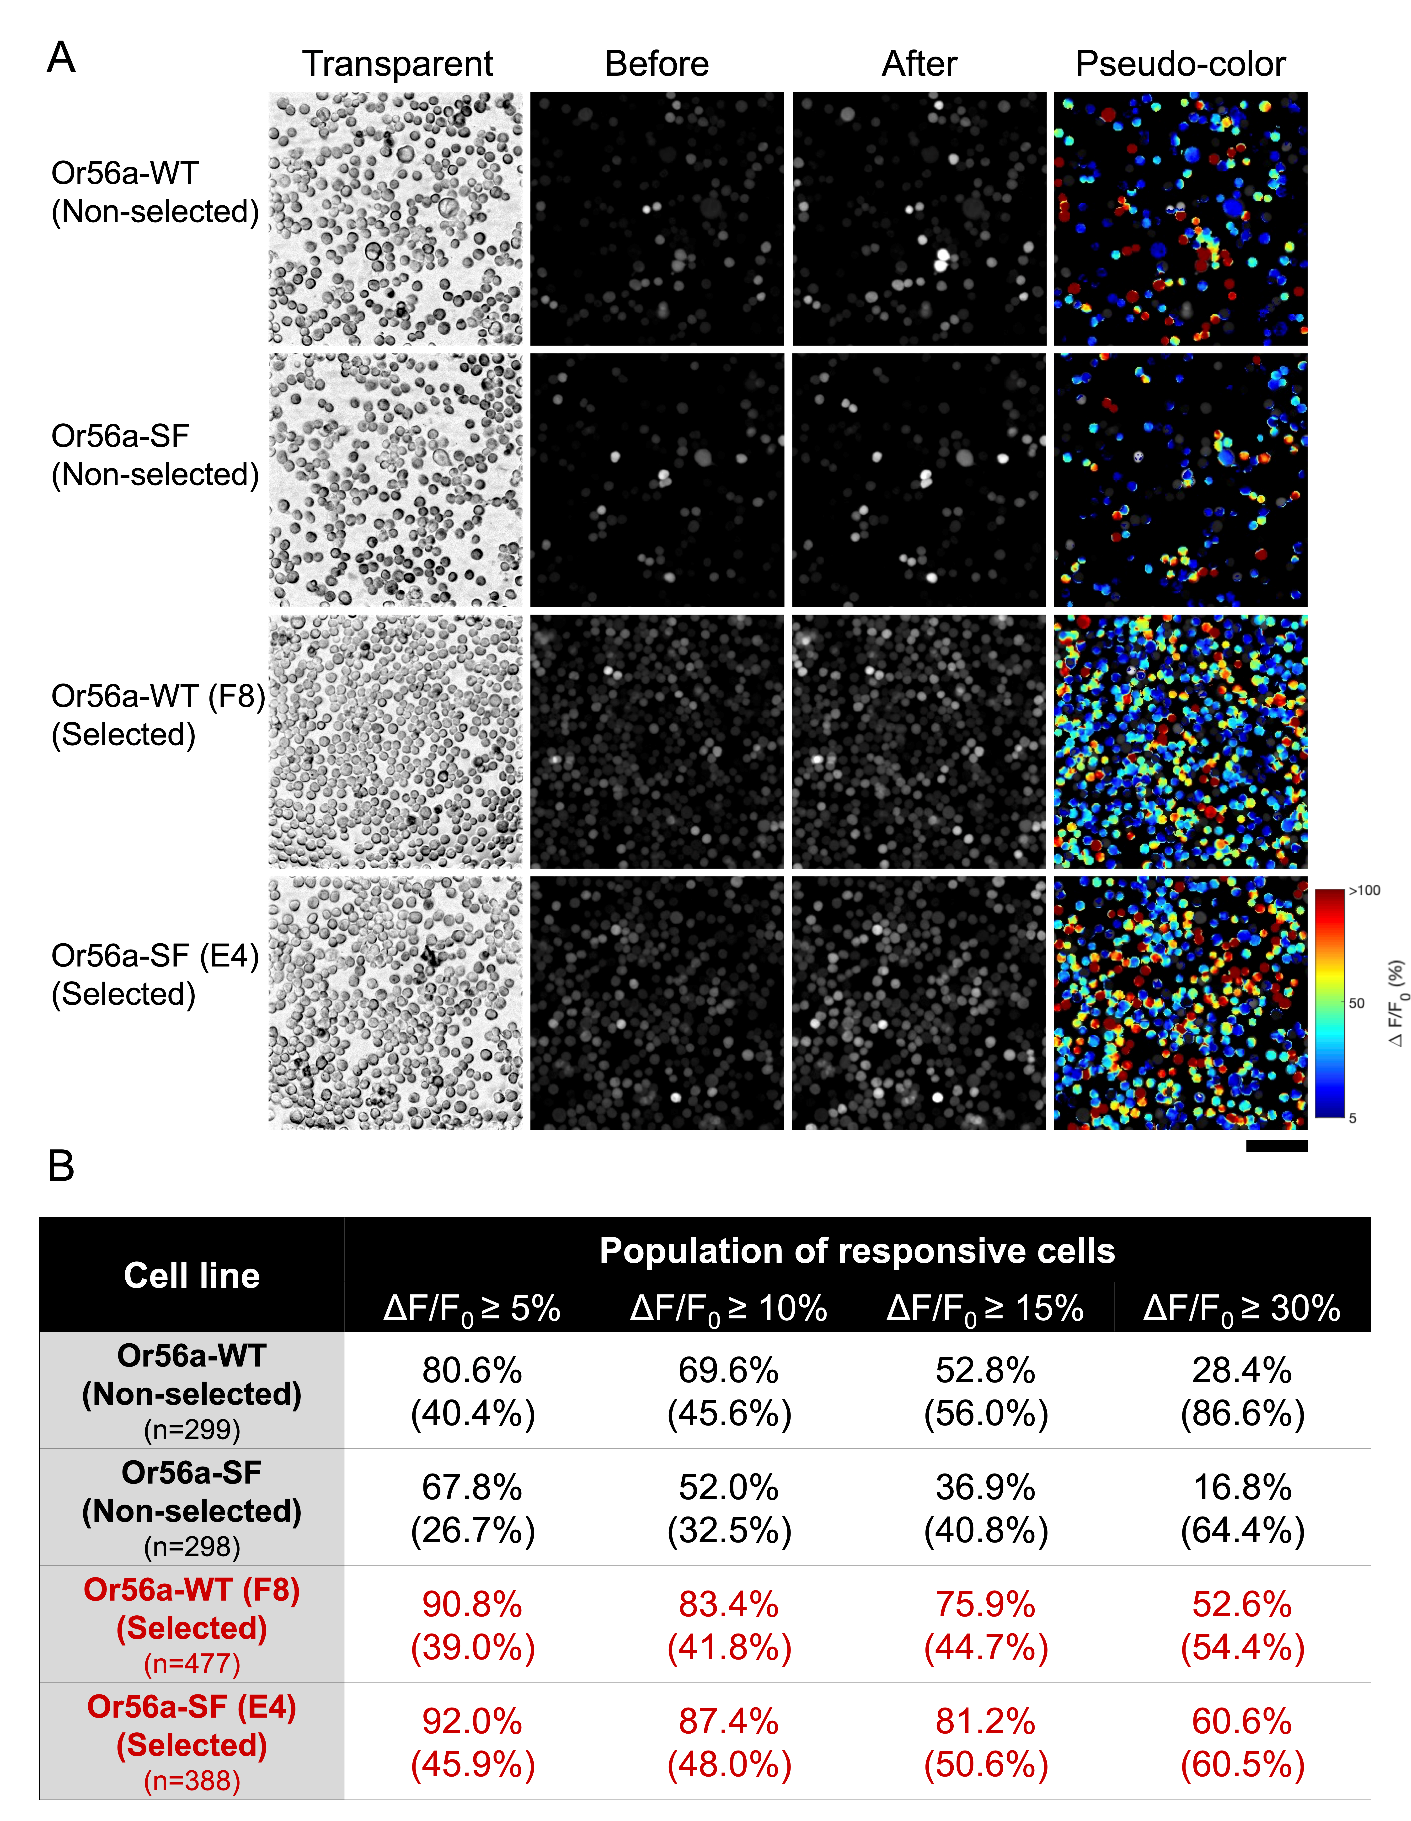 A
Transparent
Before
After
Pseudo-color
Or56a-WT
(Non-selected)
Or56a-SF
(Non-selected)
Or56a-WT (F8)
(Selected)
Or56a-SF (E4)
(Selected)
>100
50
5
Δ F/F0 (%)
B
Cell line
Population of responsive cells
ΔF/F0 ≥ 5%
ΔF/F0 ≥ 10%
ΔF/F0 ≥ 15%
ΔF/F0 ≥ 30%
Or56a-WT
(Non-selected)
(n=299)
80.6%
(40.4%)
69.6%
(45.6%)
52.8%
(56.0%)
28.4%
(86.6%)
Or56a-SF
(Non-selected)
(n=298)
67.8%
(26.7%)
52.0%
(32.5%)
36.9%
(40.8%)
16.8%
(64.4%)
Or56a-WT (F8)
(Selected)
(n=477)
90.8%
(39.0%)
83.4%
(41.8%)
75.9%
(44.7%)
52.6%
(54.4%)
Or56a-SF (E4)
(Selected)
(n=388)
92.0%
(45.9%)
87.4%
(48.0%)
81.2%
(50.6%)
60.6%
(60.5%)